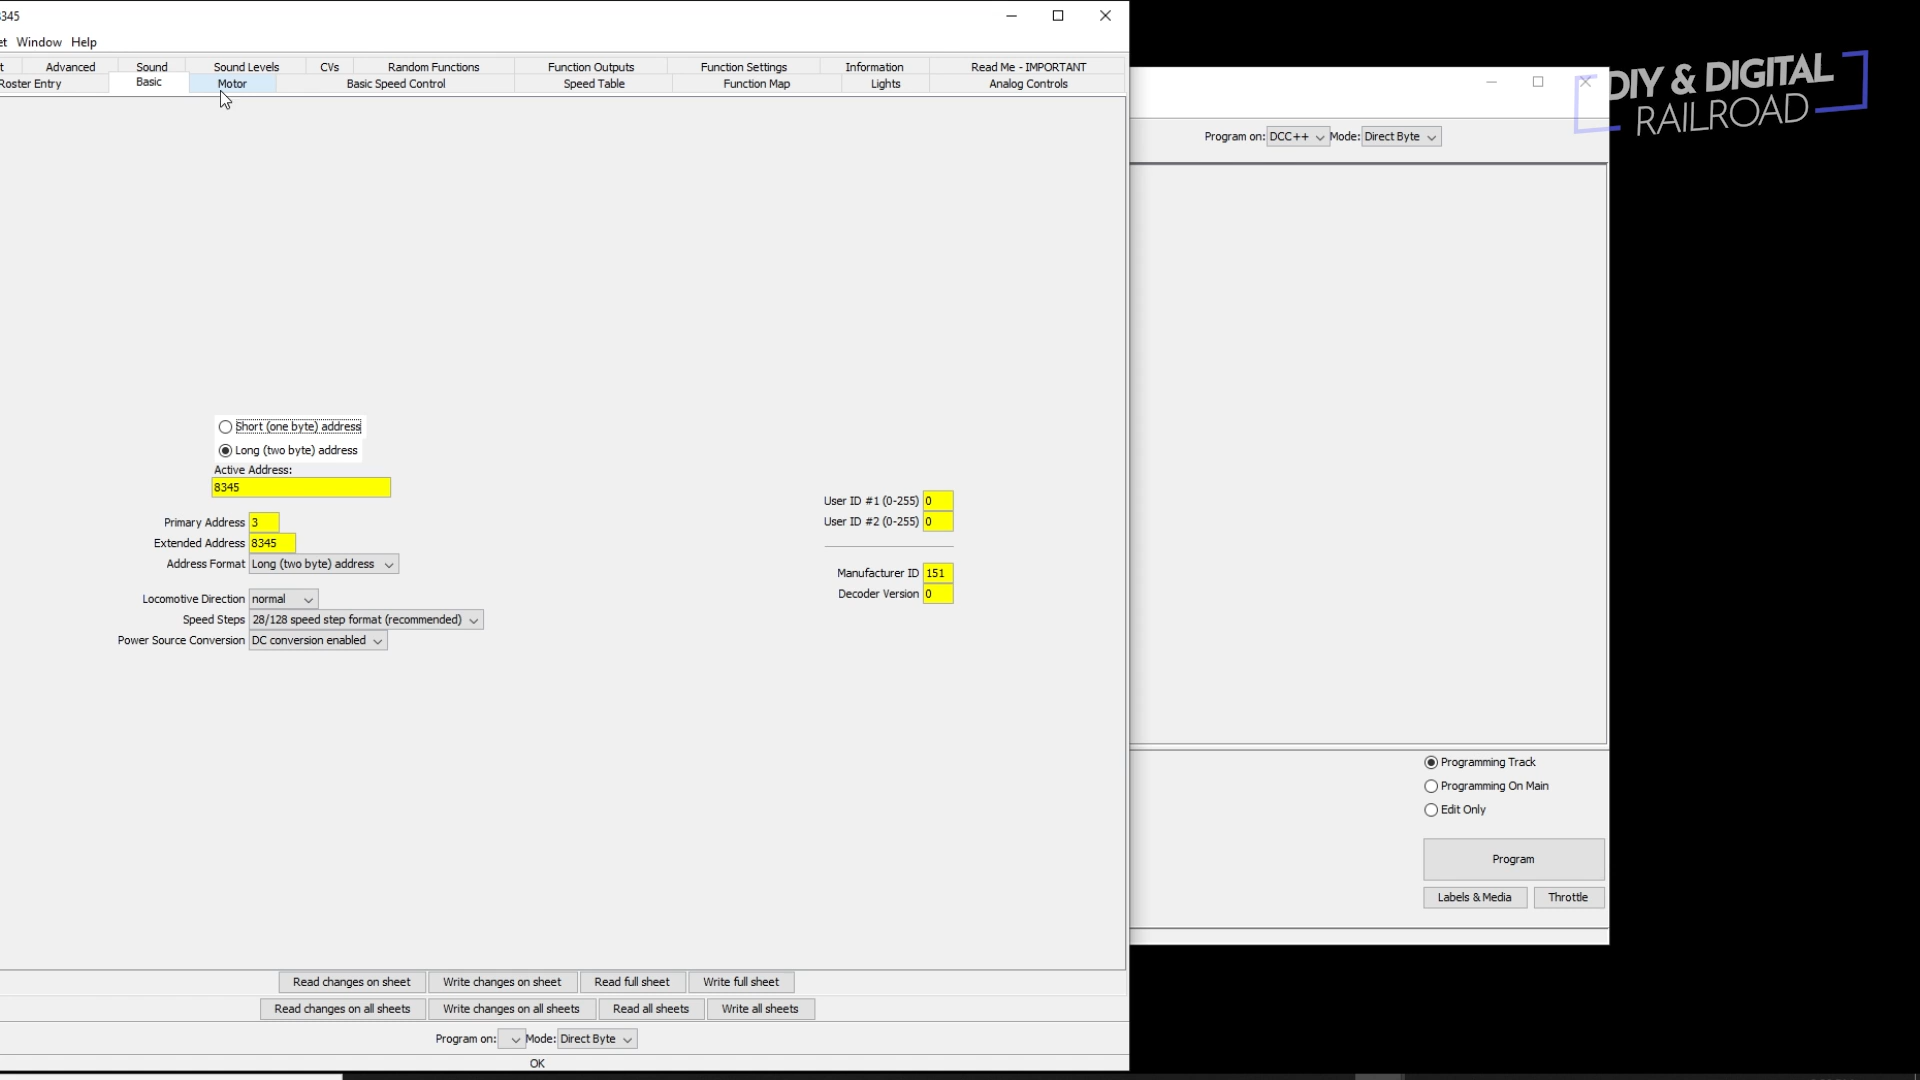 8345
Window Help
Advanced Sound Sound Levels CVs Random Functions Function Outputs Function Settings Information Read Me - IMPORTANT
Roster Entry Basic Motor Basic Speed Control Speed Table Function Map Lights Analog Controls
DIY & DIGITAL
RAILROAD
Program on: DCC++ Mode: Direct Byte
Short (one byte) address
Long (two byte) address
Active Address:
8345
Primary Address 3
Extended Address 8345
Address Format Long (two byte) address
Locomotive Direction normal
Speed Steps 28/128 speed step format (recommended)
Power Source Conversion DC conversion enabled
User ID #1 (0-255) 0
User ID #2 (0-255) 0
Manufacturer ID 151
Decoder Version 0
Programming Track
Programming On Main
Edit Only
Program
Labels & Media Throttle
Read changes on sheet Write changes on sheet Read full sheet Write full sheet
Read changes on all sheets Write changes on all sheets Read all sheets Write all sheets
Program on: Mode: Direct Byte
OK